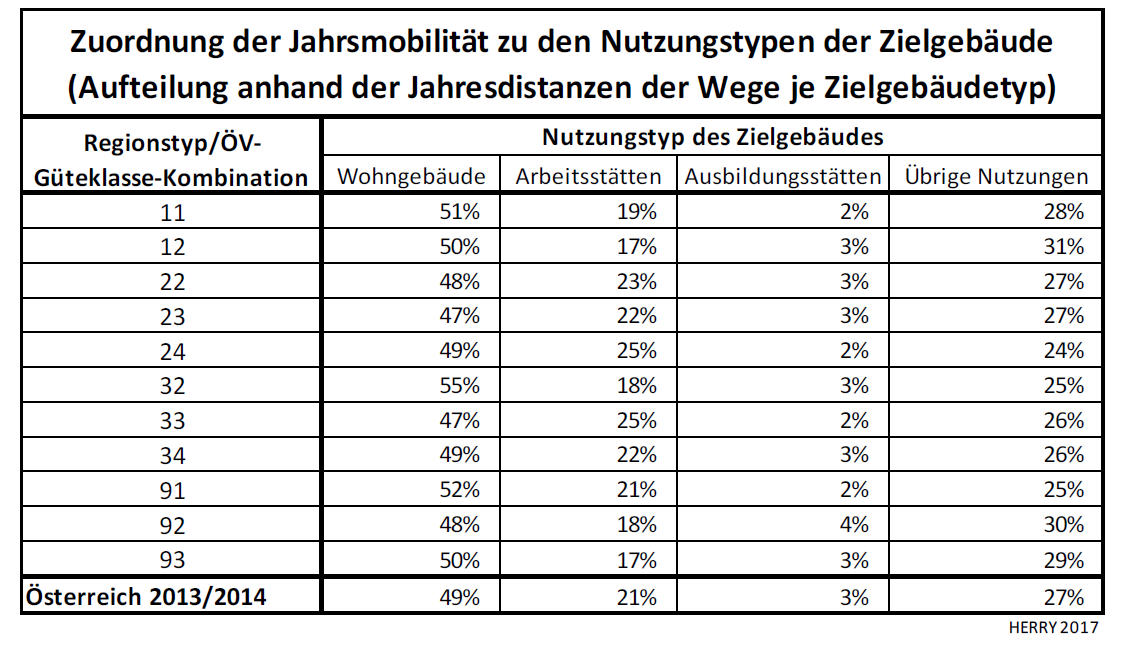 Zuordnung der Jahrsmobilität zu den Nutzungstypen der Zielgebäude
(Aufteilung anhand der Jahresdistanzen der Wege je Zielgebäudetyp)
Regionstyp/ÖV-
Güteklasse-Kombination
Nutzungstyp des Zielgebäudes
Wohngebäude Arbeitsstätten Ausbildungsstätten Übrige Nutzungen
11 51% 19% 2% 28%
12 50% 17% 3% 31%
22 48% 23% 3% 27%
23 47% 22% 3% 27%
24 49% 25% 2% 24%
32 55% 18% 3% 25%
33 47% 25% 2% 26%
34 49% 22% 3% 26%
91 52% 21% 2% 25%
92 48% 18% 4% 30%
93 50% 17% 3% 29%
Österreich 2013/2014 49% 21% 3% 27%
HERRY 2017